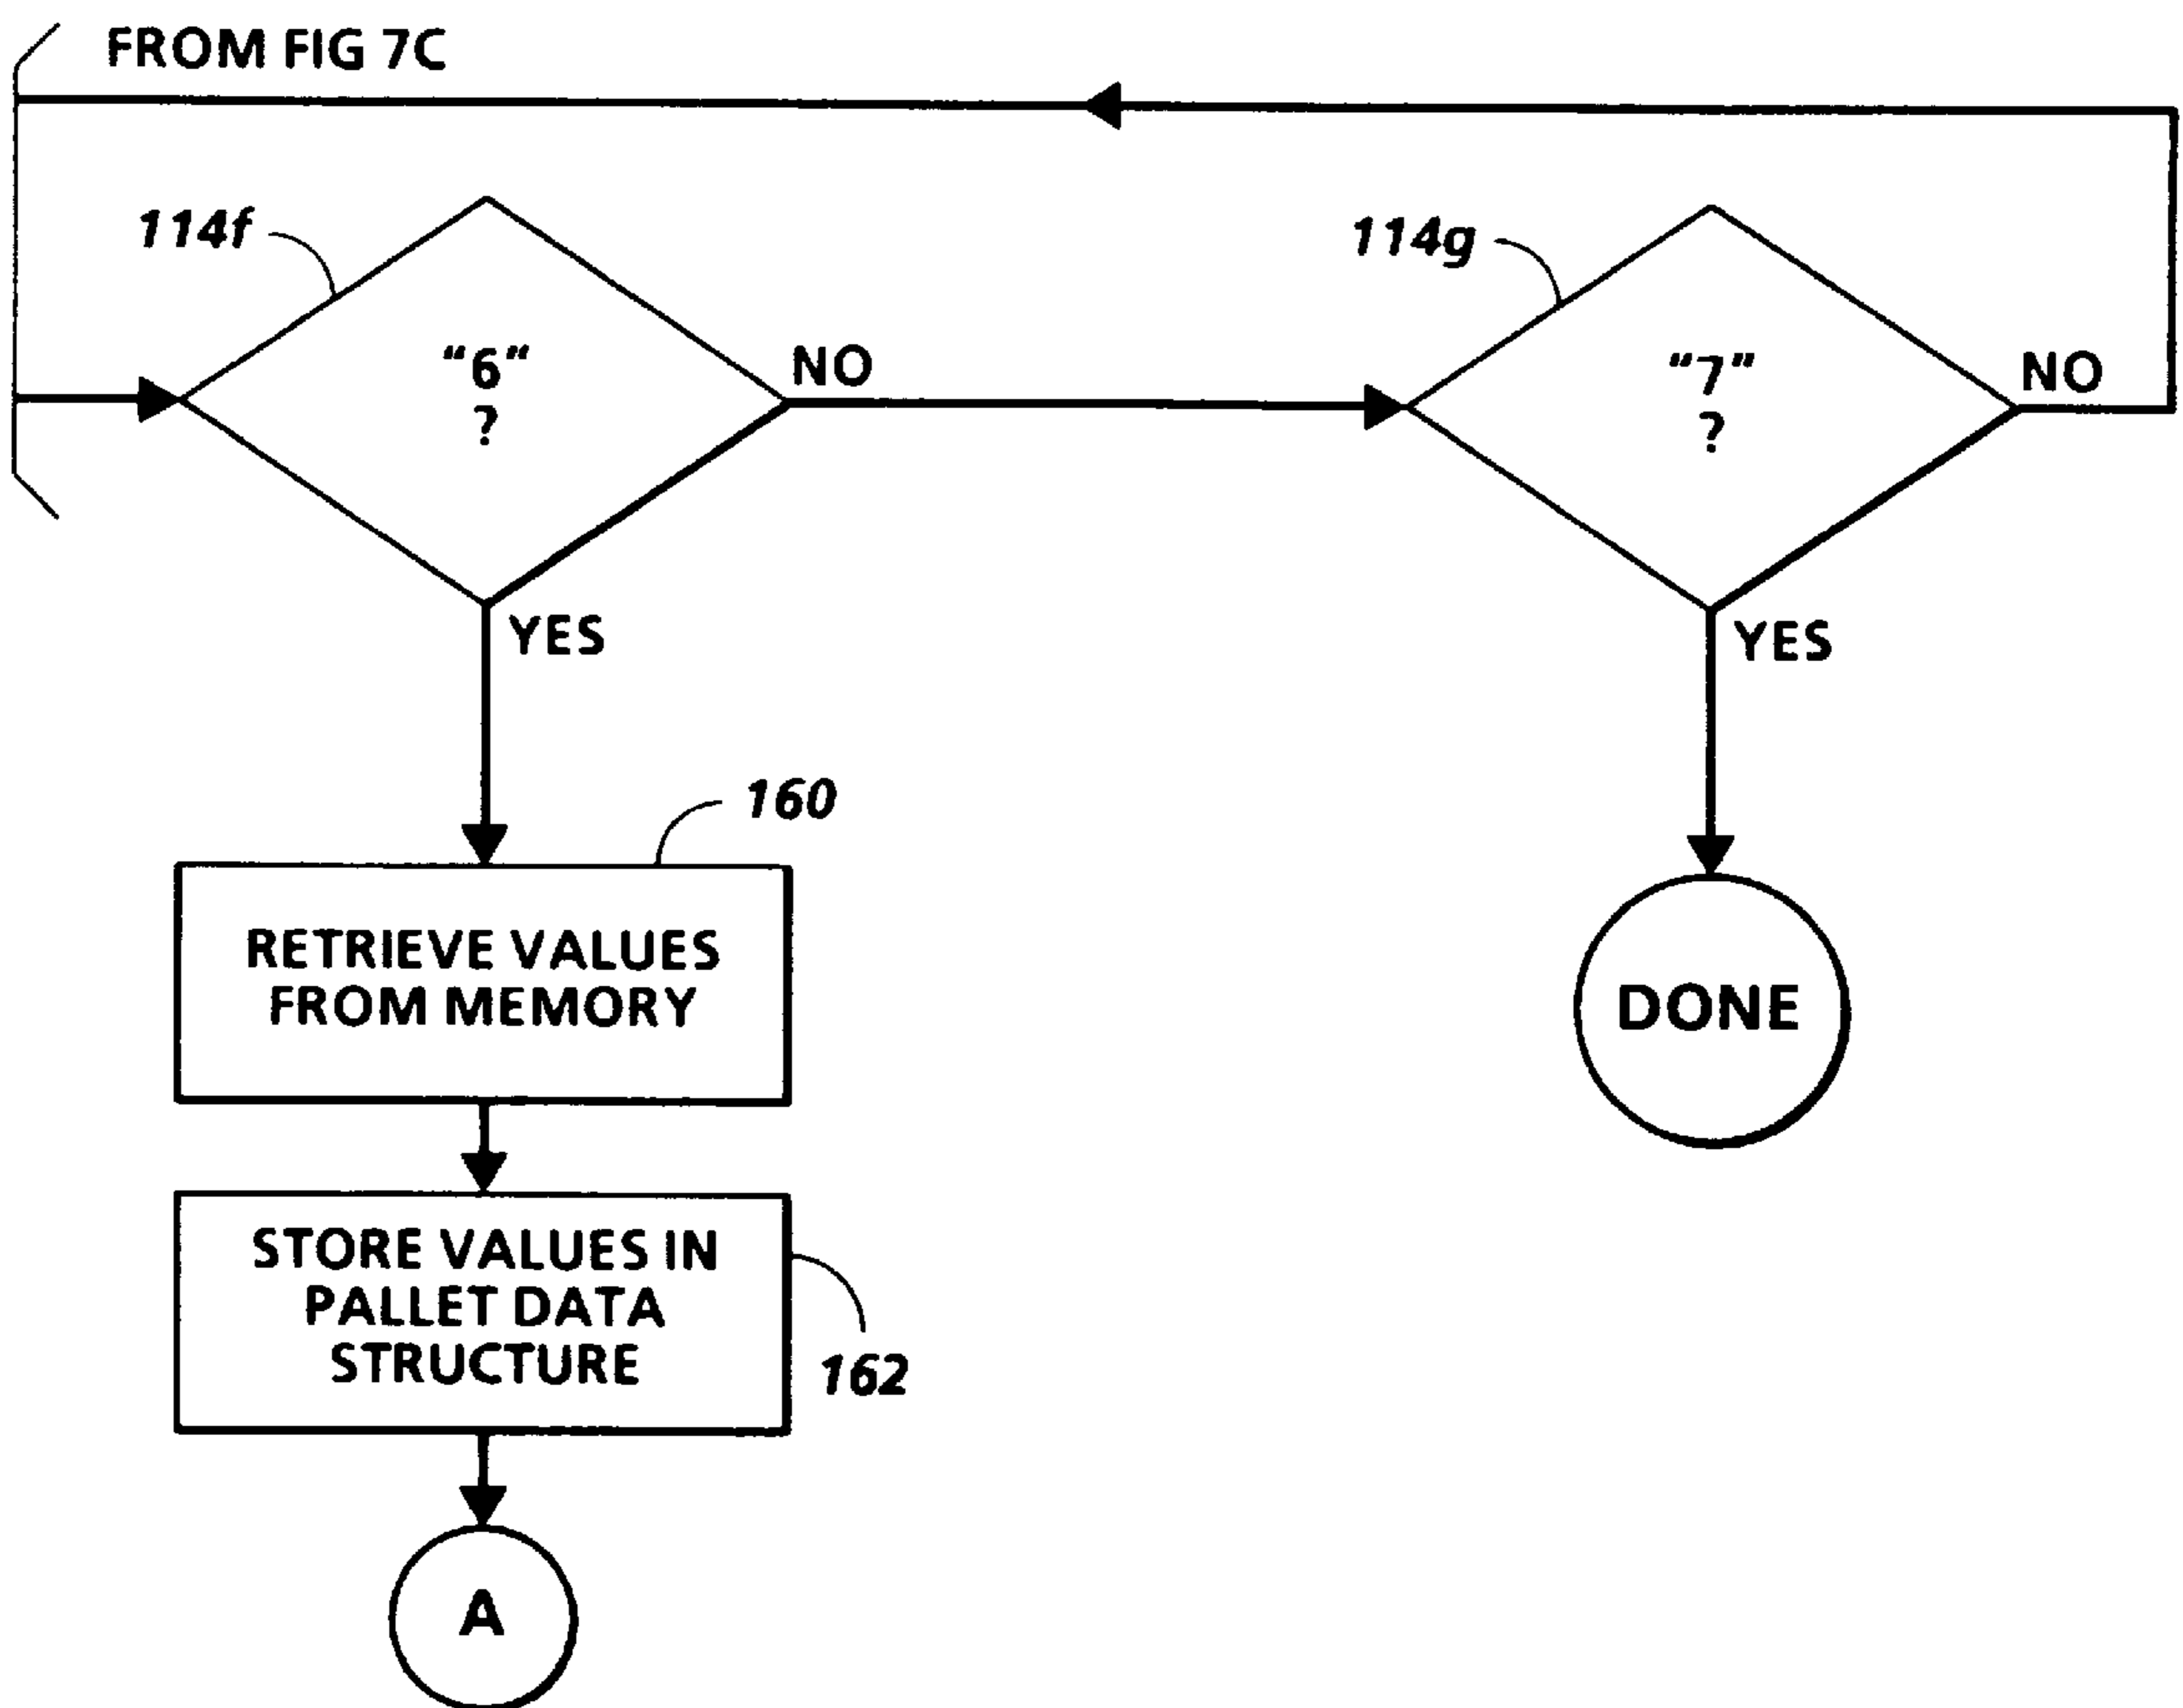 FROM FIG 7C
114f
"6"
?
NO
YES
114g
"7"
?
NO
YES
160
RETRIEVE VALUES
FROM MEMORY
DONE
STORE VALUES IN
PALLET DATA
STRUCTURE
162
A